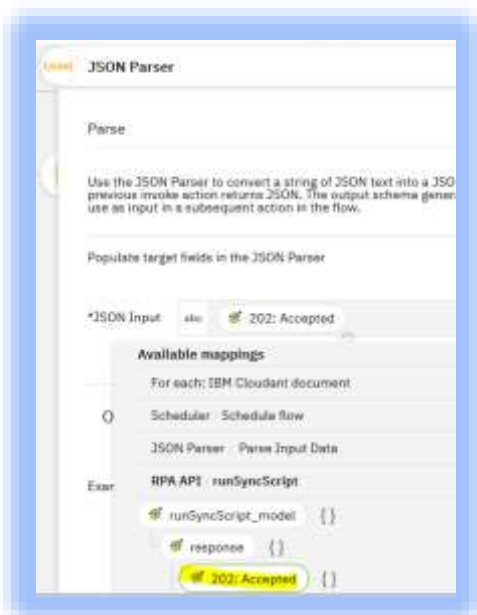 JSON Parser
Parse
Use the JSON Parser to convert a string of JSON text into a JSO
previous invoke action returns JSON. The output schema gener
use as input in a subsequent action in the flow.
Populate target fields in the JSON Parser
*JSON Input abc 202: Accepted
Available mappings
For each: IBM Cloudant document
O
Scheduler Schedule flow
JSON Parser Parse Input Data
Exar
RPA API runSyncScript
runSyncScript_model { }
response { }
202: Accepted { }